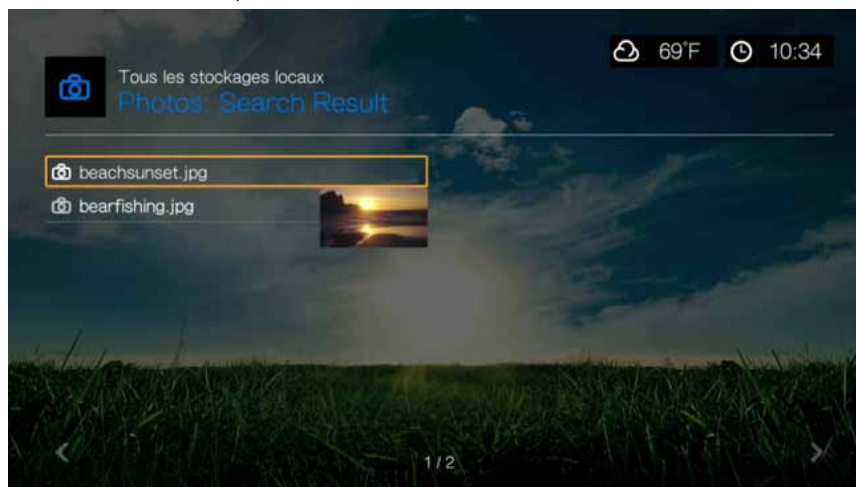 69°F 10:34
Tous les stockages locaux
Photos: Search Result
beachsunset.jpg
bearfishing.jpg
1 / 2